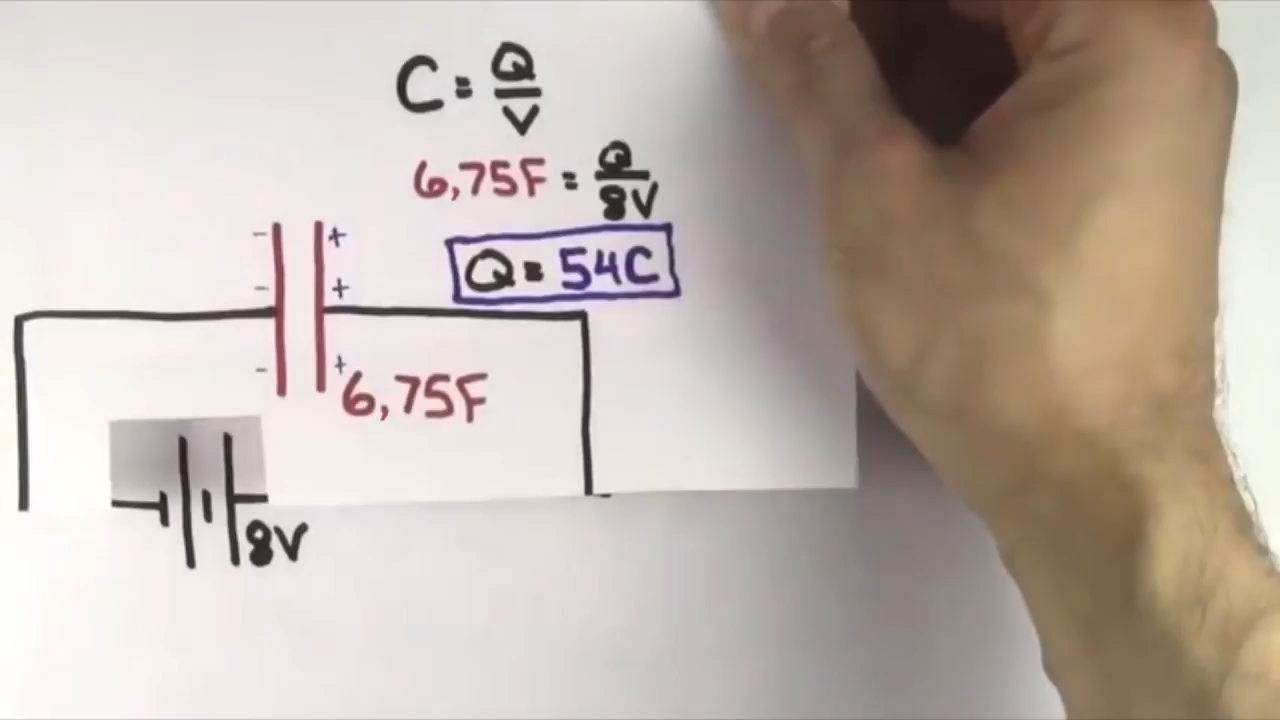 C = Q/V
6,75F = Q/8V
Q = 54C
- +
- +
- +
6,75F
8V